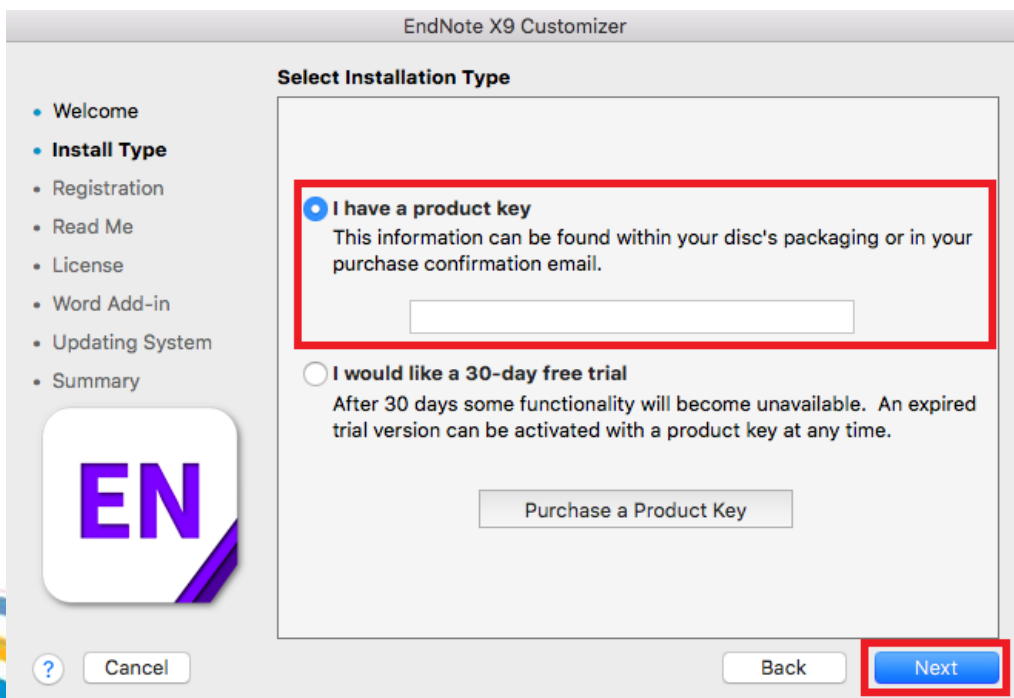 EndNote X9 Customizer
Select Installation Type
• Welcome
• Install Type
• Registration
• Read Me
• License
• Word Add-in
• Updating System
• Summary
EN
I have a product key
This information can be found within your disc's packaging or in your
purchase confirmation email.
I would like a 30-day free trial
After 30 days some functionality will become unavailable.  An expired
trial version can be activated with a product key at any time.
Purchase a Product Key
? Cancel Back Next